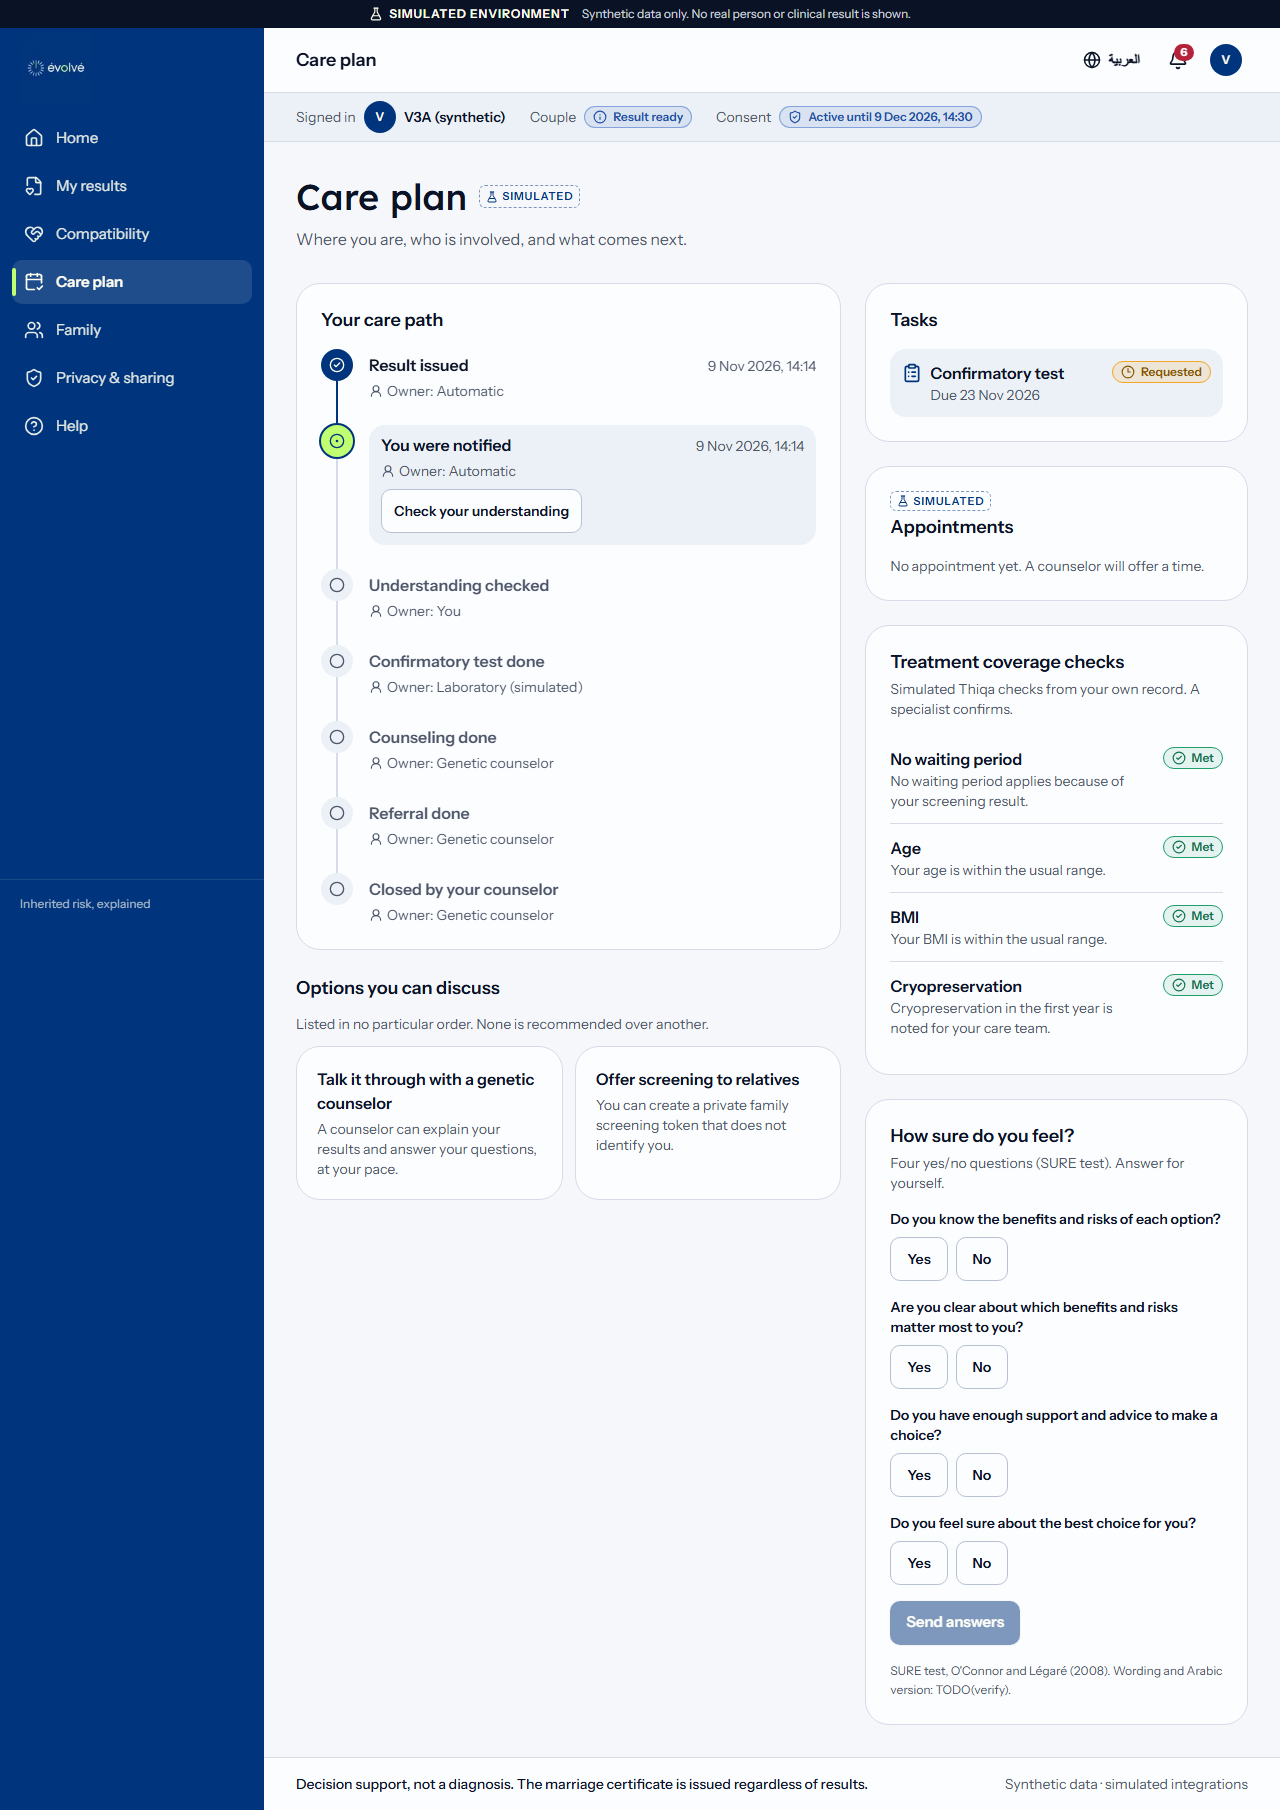 SIMULATED ENVIRONMENT Synthetic data only. No real person or clinical result is shown.
évolvé
Home
My results
Compatibility
Care plan
Family
Privacy & sharing
Help
Inherited risk, explained
Care plan
العربية
6
V
Signed in V V3A (synthetic) Couple Result ready Consent Active until 9 Dec 2026, 14:30
Care plan SIMULATED
Where you are, who is involved, and what comes next.
Your care path
Result issued 9 Nov 2026, 14:14
Owner: Automatic
You were notified 9 Nov 2026, 14:14
Owner: Automatic
Check your understanding
Understanding checked
Owner: You
Confirmatory test done
Owner: Laboratory (simulated)
Counseling done
Owner: Genetic counselor
Referral done
Owner: Genetic counselor
Closed by your counselor
Owner: Genetic counselor
Options you can discuss
Listed in no particular order. None is recommended over another.
Talk it through with a genetic
counselor
A counselor can explain your
results and answer your questions,
at your pace.
Offer screening to relatives
You can create a private family
screening token that does not
identify you.
Tasks
Confirmatory test Requested
Due 23 Nov 2026
SIMULATED
Appointments
No appointment yet. A counselor will offer a time.
Treatment coverage checks
Simulated Thiqa checks from your own record. A
specialist confirms.
No waiting period Met
No waiting period applies because of
your screening result.
Age Met
Your age is within the usual range.
BMI Met
Your BMI is within the usual range.
Cryopreservation Met
Cryopreservation in the first year is
noted for your care team.
How sure do you feel?
Four yes/no questions (SURE test). Answer for
yourself.
Do you know the benefits and risks of each option?
Yes No
Are you clear about which benefits and risks
matter most to you?
Yes No
Do you have enough support and advice to make a
choice?
Yes No
Do you feel sure about the best choice for you?
Yes No
Send answers
SURE test, O'Connor and Légaré (2008). Wording and Arabic
version: TODO(verify).
Decision support, not a diagnosis. The marriage certificate is issued regardless of results.
Synthetic data · simulated integrations